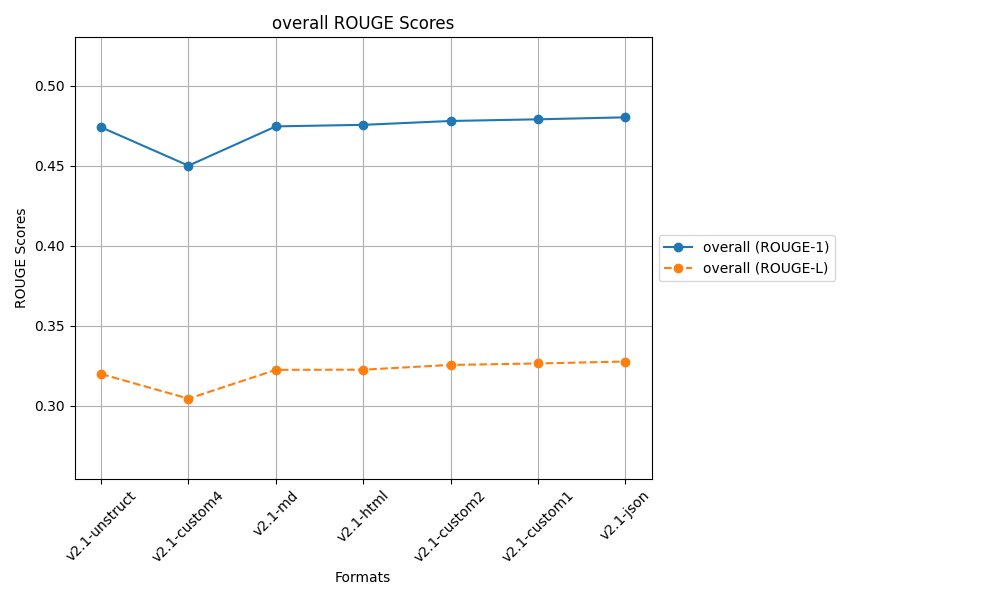 overall ROUGE Scores
ROUGE Scores
0.50
0.45
0.40
0.35
0.30
overall (ROUGE-1)
overall (ROUGE-L)
v2.1-unstruct
v2.1-custom4
v2.1-md
v2.1-html
v2.1-custom2
v2.1-custom1
v2.1-json
Formats